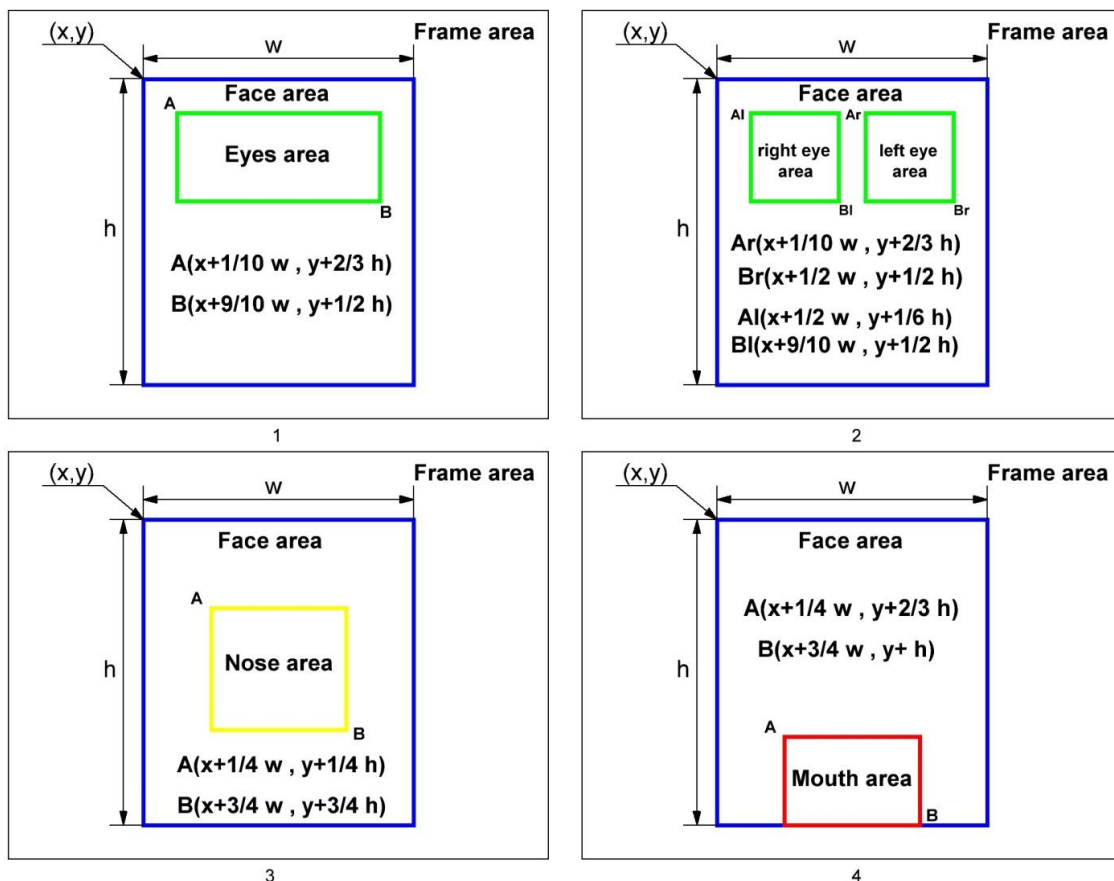 (x,y)
w
Frame area
Face area
A
Eyes area
B
h
A(x+1/10 w , y+2/3 h)
B(x+9/10 w , y+1/2 h)
1
(x,y)
w
Frame area
Face area
Al
Ar
right eye
area
left eye
area
Bl
Br
h
Ar(x+1/10 w , y+2/3 h)
Br(x+1/2 w , y+1/2 h)
Al(x+1/2 w , y+1/6 h)
Bl(x+9/10 w , y+1/2 h)
2
(x,y)
w
Frame area
Face area
A
Nose area
h
B
A(x+1/4 w , y+1/4 h)
B(x+3/4 w , y+3/4 h)
3
(x,y)
w
Frame area
Face area
A(x+1/4 w , y+2/3 h)
B(x+3/4 w , y+ h)
h
A
Mouth area
B
4